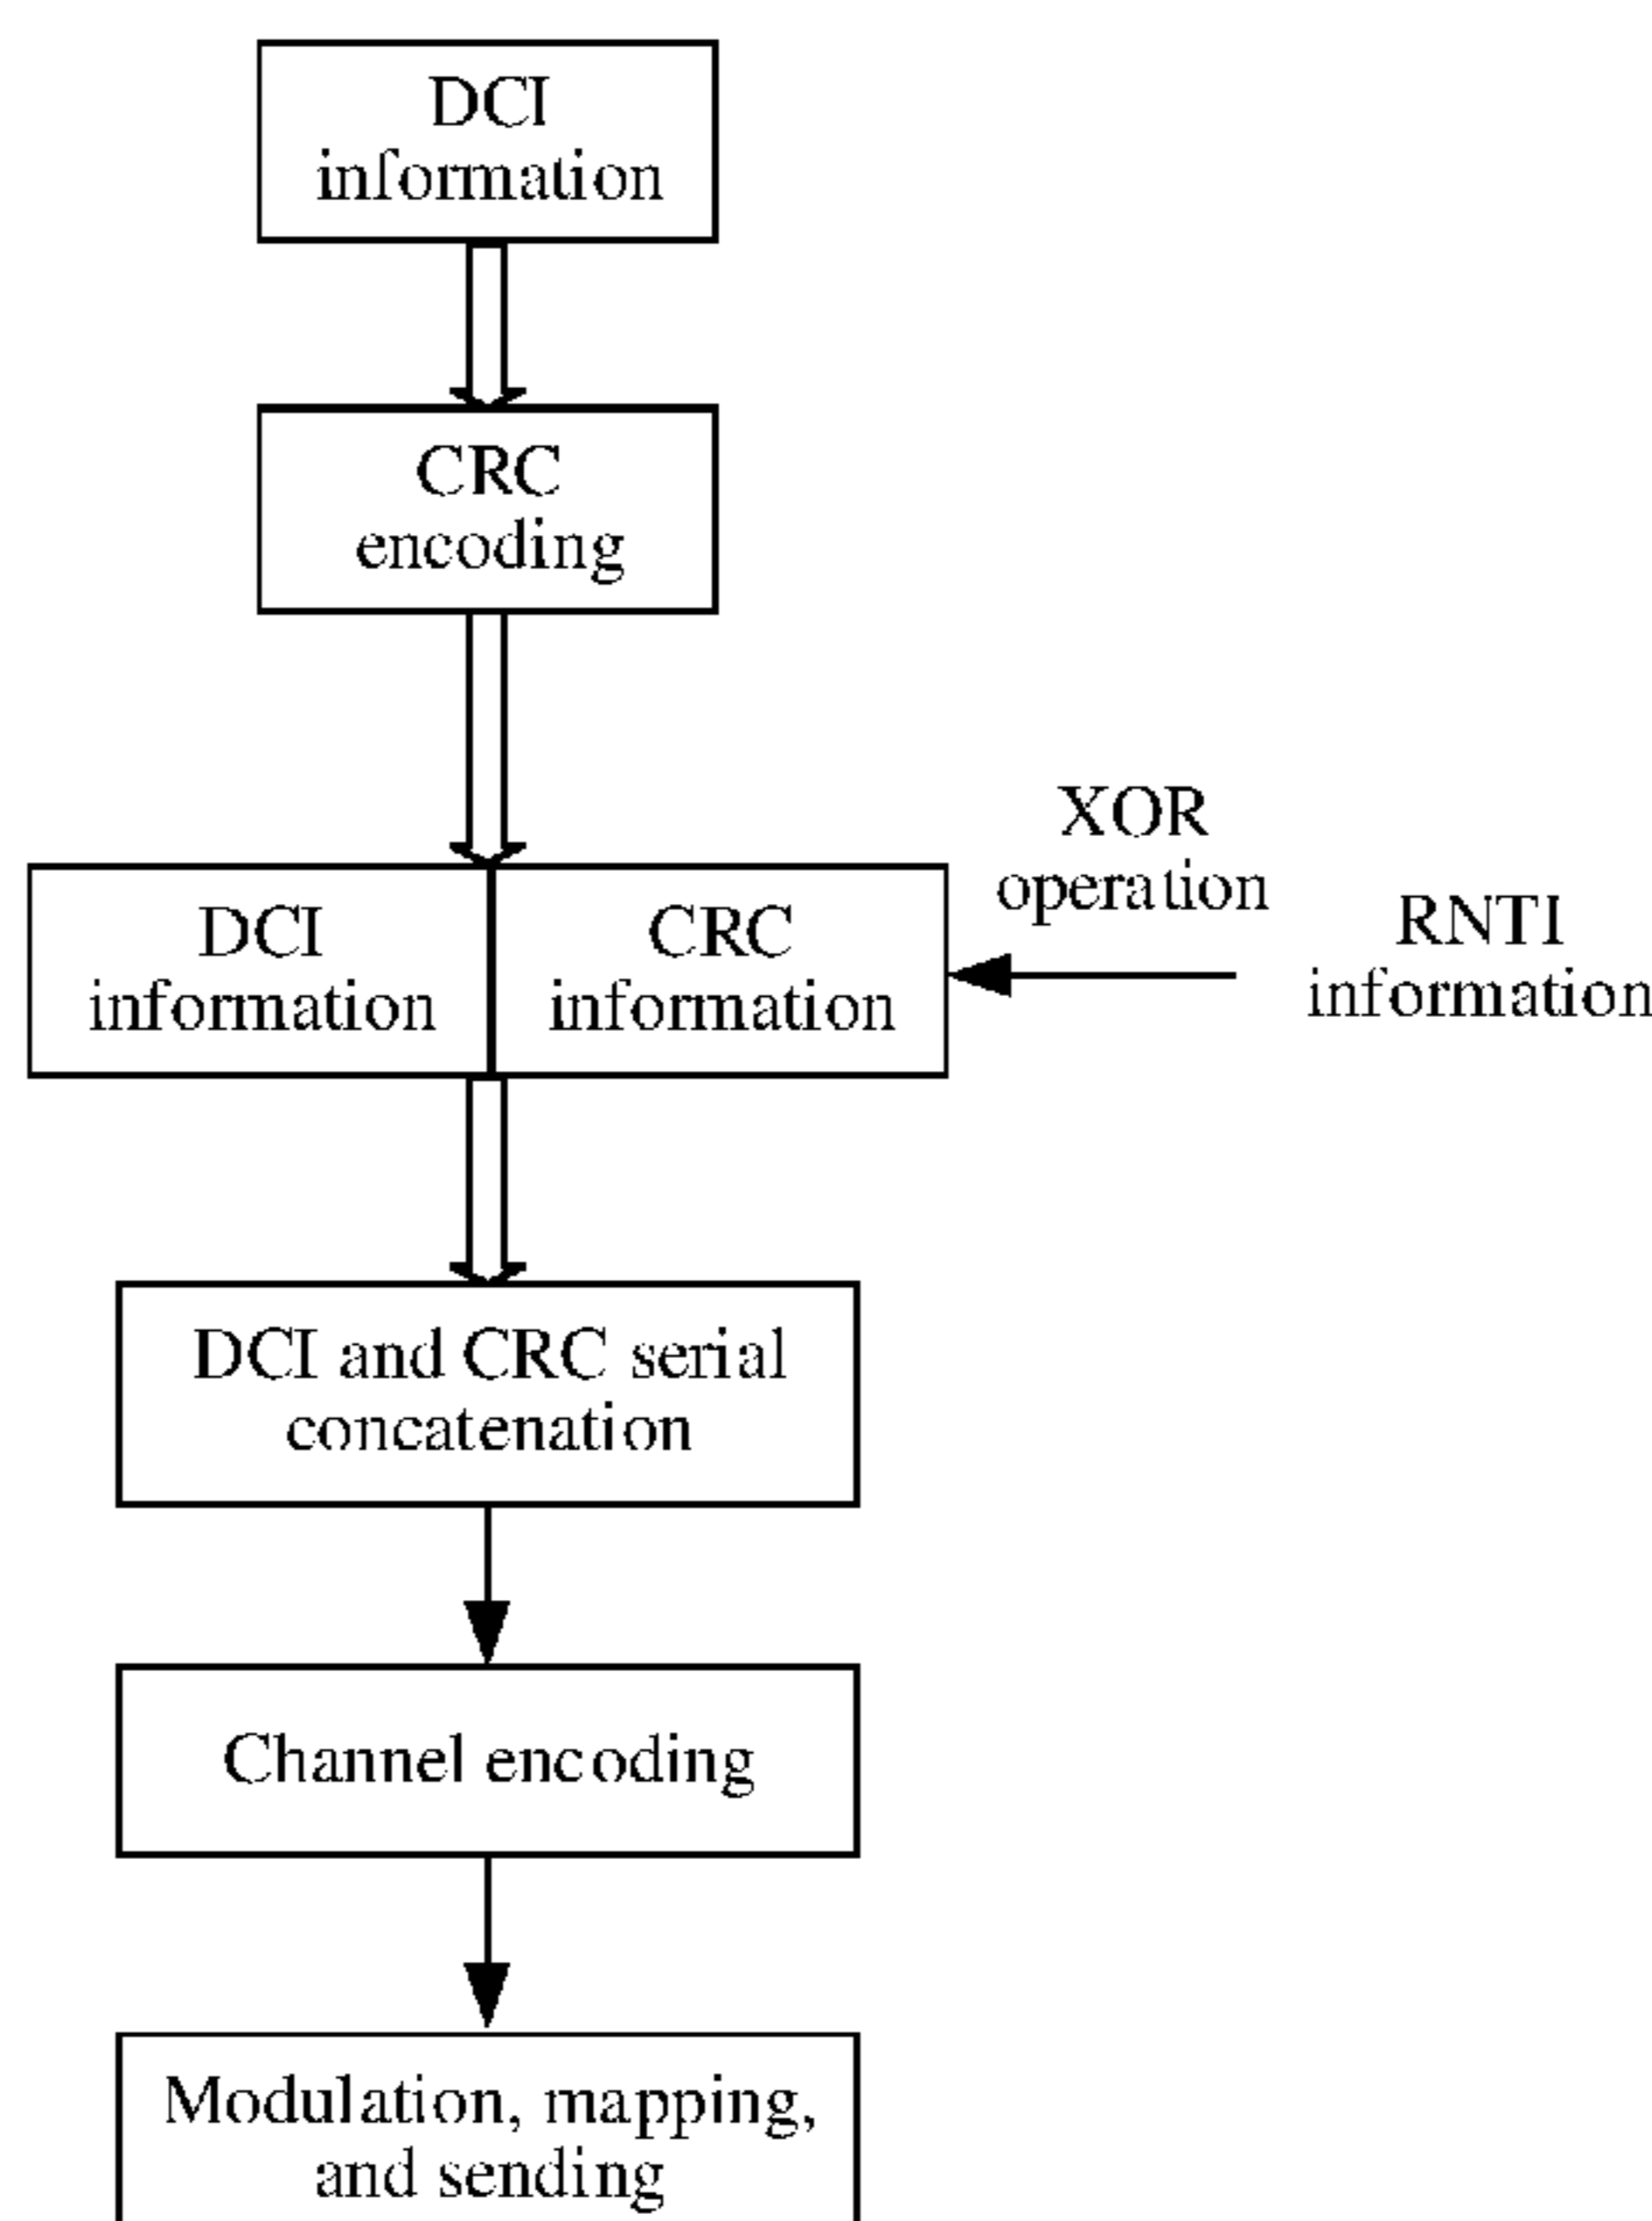 DCI
information
CRC
encoding
XOR
operation
DCI
information
CRC
information
RNTI
information
DCI and CRC serial
concatenation
Channel encoding
Modulation, mapping,
and sending